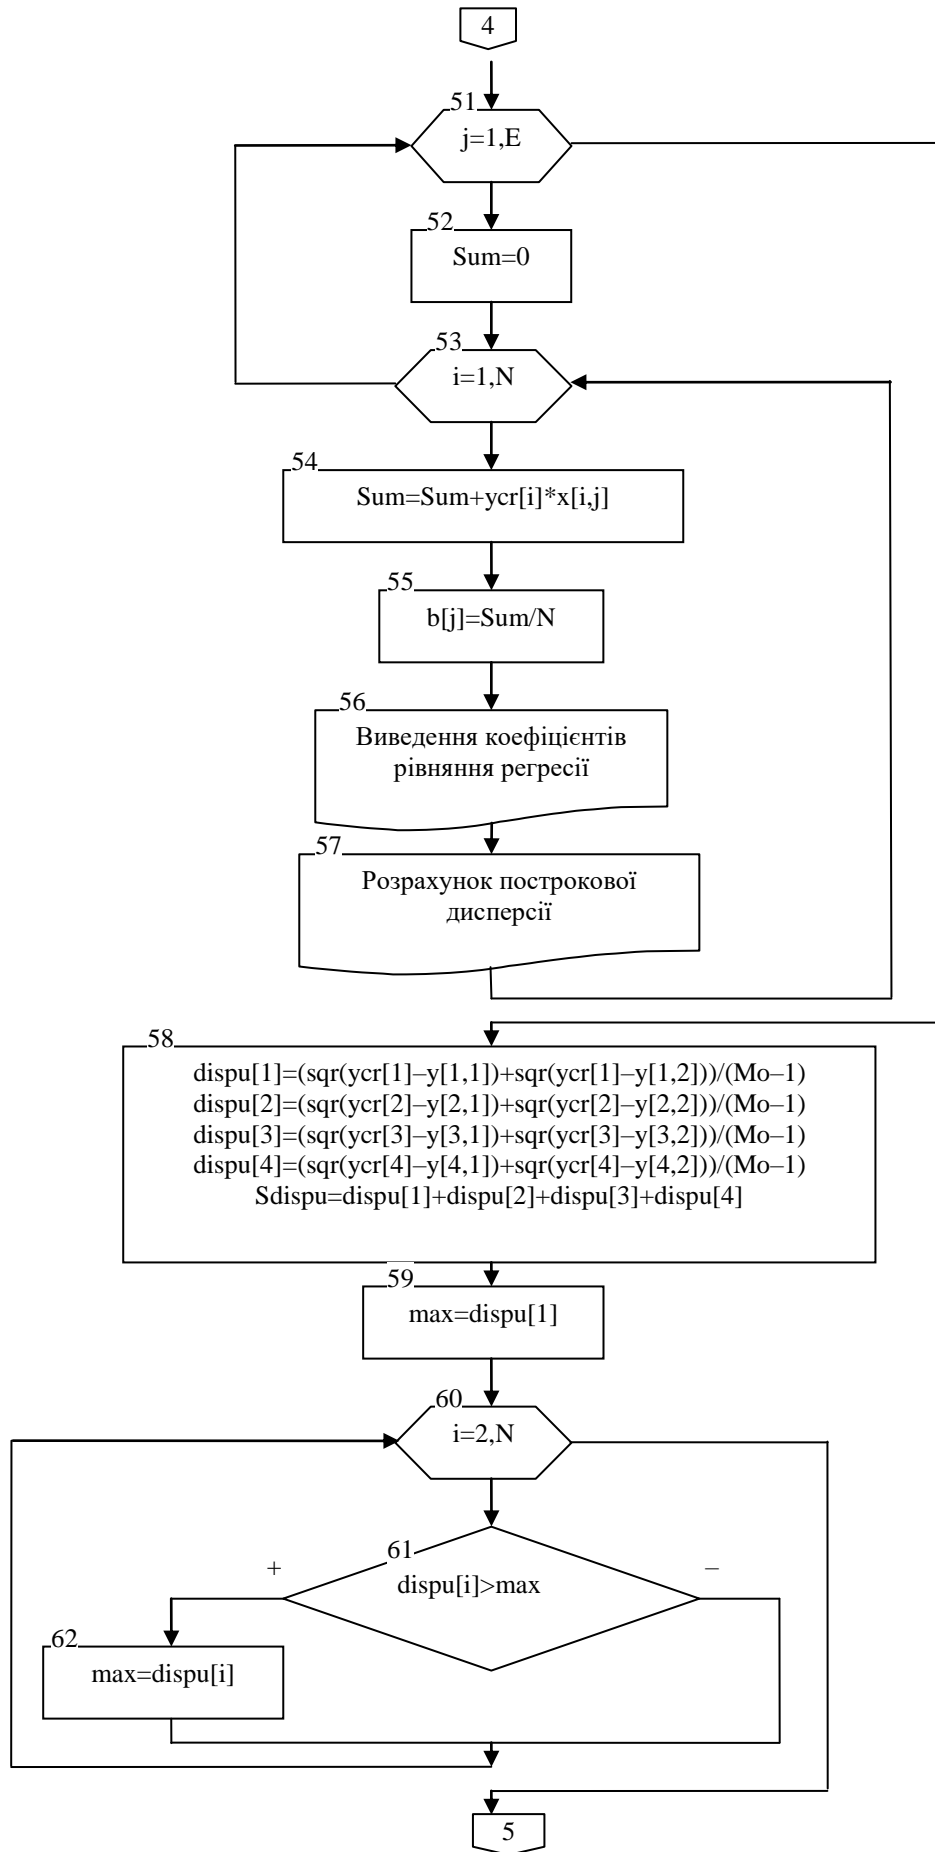 4
51
j=1,E
52
Sum=0
53
i=1,N
54
Sum=Sum+ycr[i]*x[i,j]
55
b[j]=Sum/N
56
Виведення коефіцієнтів
рівняння регресії
57
Розрахунок построкової
дисперсії
58
dispu[1]=(sqr(ycr[1]–y[1,1])+sqr(ycr[1]–y[1,2]))/(Mo–1)
dispu[2]=(sqr(ycr[2]–y[2,1])+sqr(ycr[2]–y[2,2]))/(Mo–1)
dispu[3]=(sqr(ycr[3]–y[3,1])+sqr(ycr[3]–y[3,2]))/(Mo–1)
dispu[4]=(sqr(ycr[4]–y[4,1])+sqr(ycr[4]–y[4,2]))/(Mo–1)
Sdispu=dispu[1]+dispu[2]+dispu[3]+dispu[4]
59
max=dispu[1]
60
i=2,N
61
+
–
dispu[i]>max
62
max=dispu[i]
5